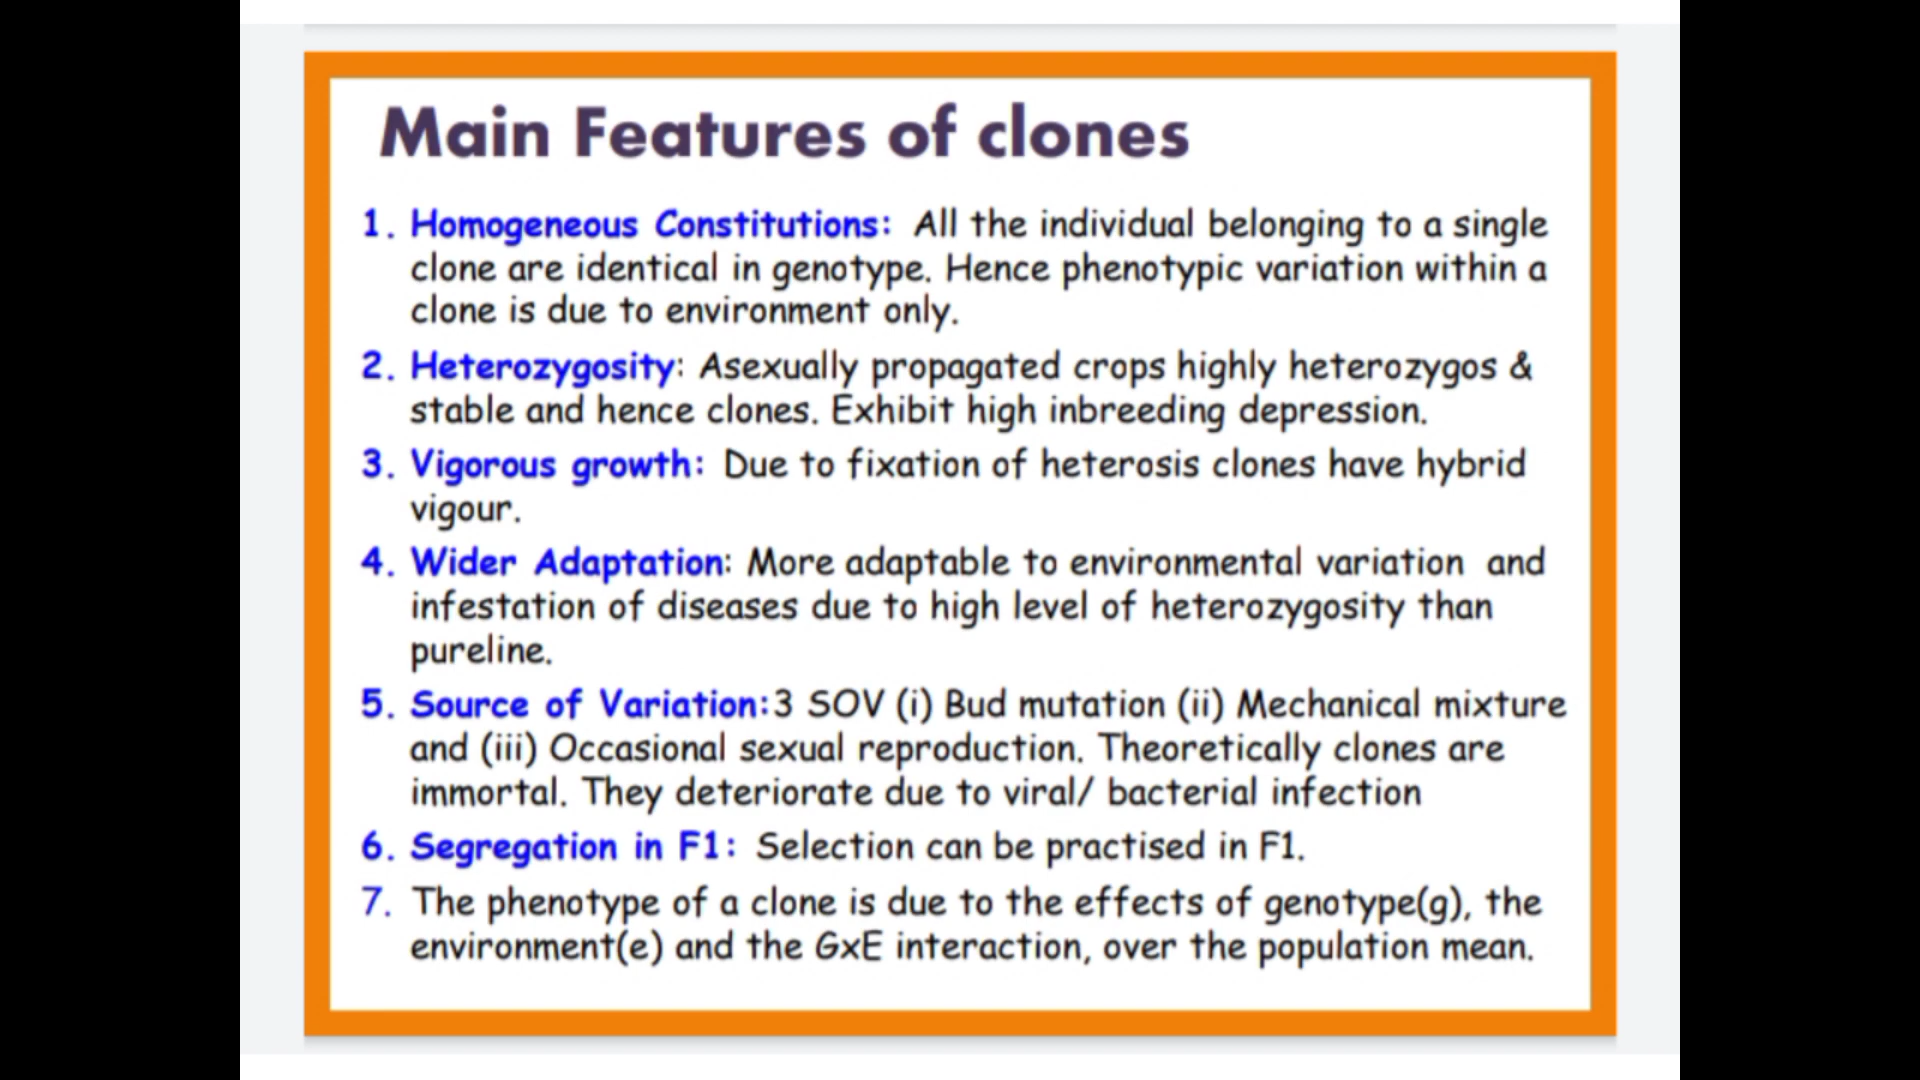 Main Features of clones
1. Homogeneous Constitutions: All the individual belonging to a single
clone are identical in genotype. Hence phenotypic variation within a
clone is due to environment only.
2. Heterozygosity: Asexually propagated crops highly heterozygos &
stable and hence clones. Exhibit high inbreeding depression.
3. Vigorous growth: Due to fixation of heterosis clones have hybrid
vigour.
4. Wider Adaptation: More adaptable to environmental variation and
infestation of diseases due to high level of heterozygosity than
pureline.
5. Source of Variation:3 SOV (i) Bud mutation (ii) Mechanical mixture
and (iii) Occasional sexual reproduction. Theoretically clones are
immortal. They deteriorate due to viral/ bacterial infection
6. Segregation in F1: Selection can be practised in F1.
7. The phenotype of a clone is due to the effects of genotype(g), the
environment(e) and the GxE interaction, over the population mean.